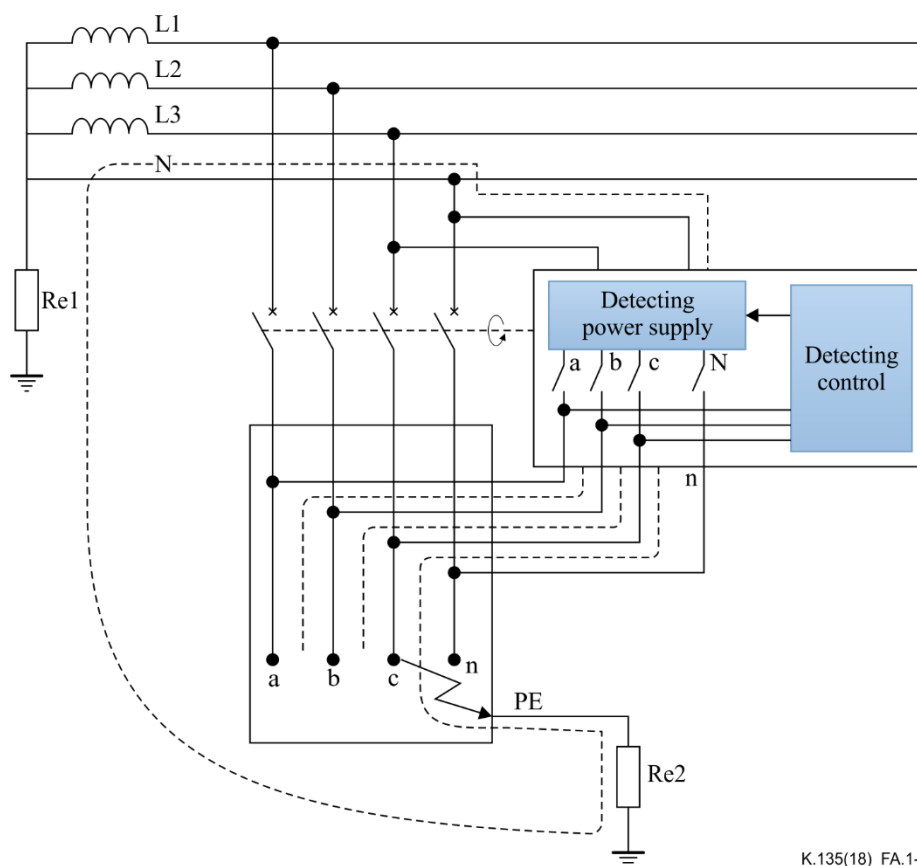 L1
L2
L3
N
Re1
Detecting
power supply
Detecting
control
a
b
c
N
n
a
b
c
n
PE
Re2
K.135(18)_FA.1-